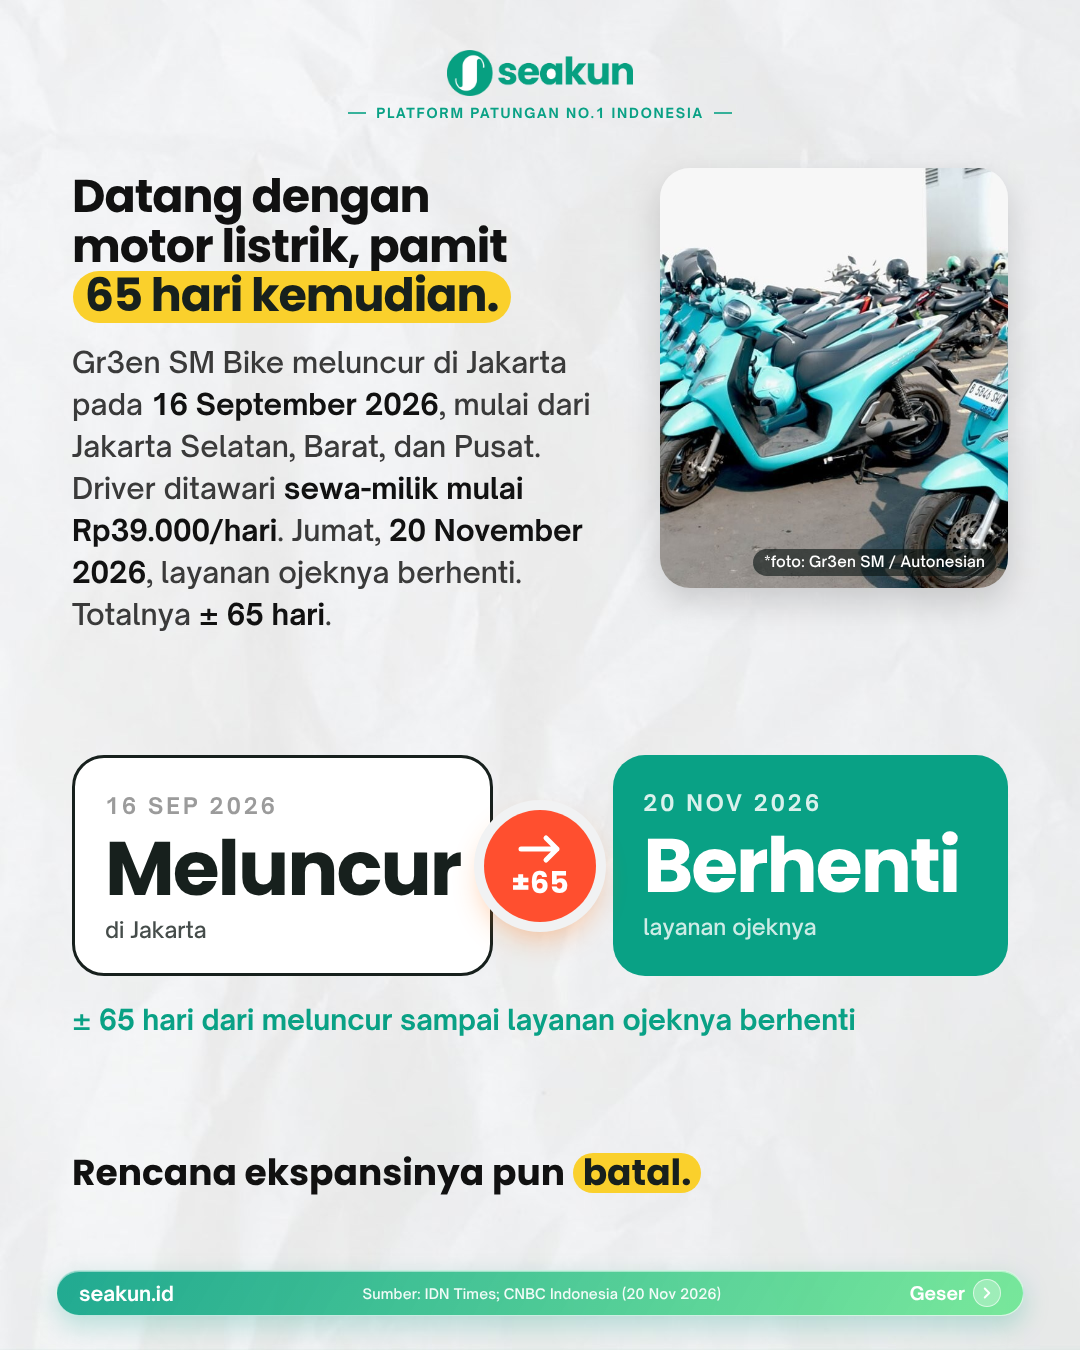 seakun
PLATFORM PATUNGAN NO.1 INDONESIA
Datang dengan
motor listrik, pamit
65 hari kemudian.
Gr3en SM Bike meluncur di Jakarta
pada 16 September 2026, mulai dari
Jakarta Selatan, Barat, dan Pusat.
Driver ditawari sewa-milik mulai
Rp39.000/hari. Jumat, 20 November
2026, layanan ojeknya berhenti.
Totalnya ± 65 hari.
*foto: Gr3en SM / Autonesian
16 SEP 2026
Meluncur
di Jakarta
±65
20 NOV 2026
Berhenti
layanan ojeknya
± 65 hari dari meluncur sampai layanan ojeknya berhenti
Rencana ekspansinya pun batal.
seakun.id
Sumber: IDN Times; CNBC Indonesia (20 Nov 2026)
Geser